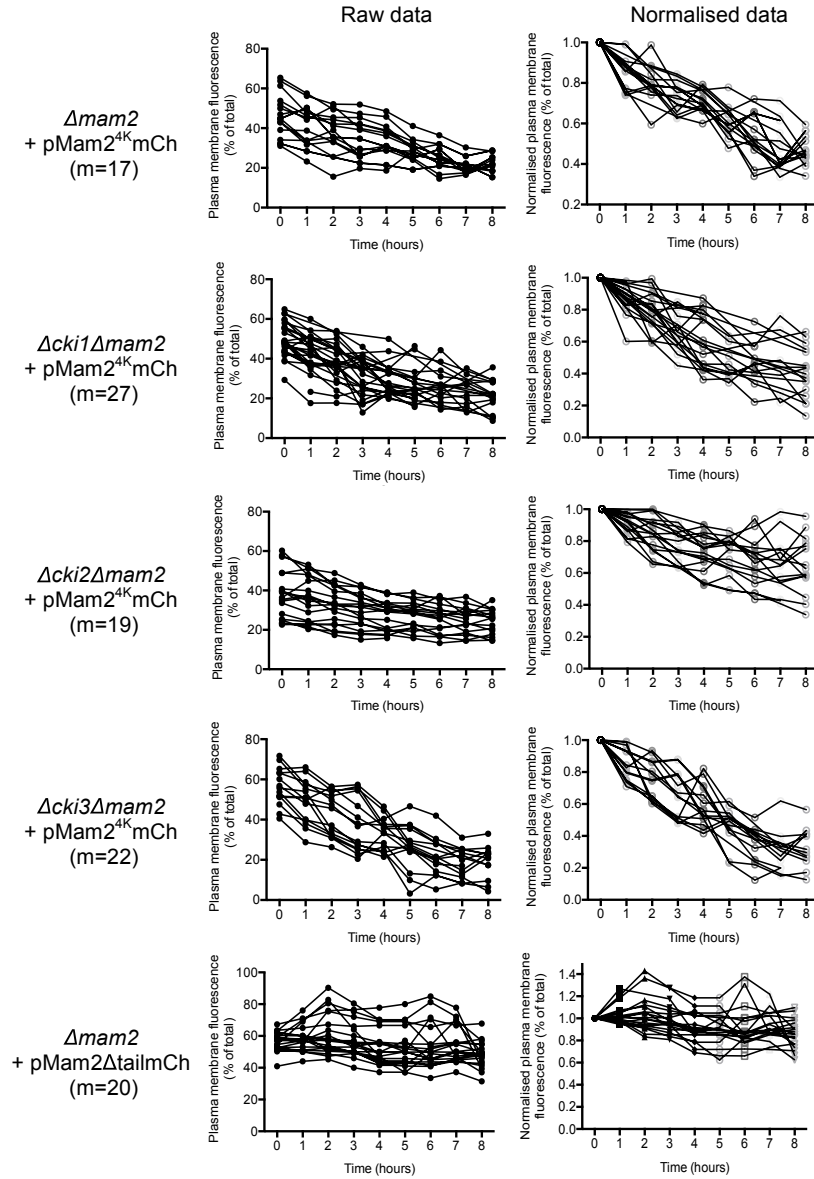 Raw data
Normalised data
Δmam2
+ pMam2⁴ᴷmCh
(m=17)
Plasma membrane fluorescence
(% of total)
80
60
40
20
0
0 1 2 3 4 5 6 7 8
Time (hours)
Normalised plasma membrane
fluorescence (% of total)
1.0
0.8
0.6
0.4
0.2
0 1 2 3 4 5 6 7 8
Time (hours)
Δcki1Δmam2
+ pMam2⁴ᴷmCh
(m=27)
Plasma membrane fluorescence
(% of total)
80
60
40
20
0
0 1 2 3 4 5 6 7 8
Time (hours)
Normalised plasma membrane
fluorescence (% of total)
1.0
0.8
0.6
0.4
0.2
0.0
0 1 2 3 4 5 6 7 8
Time (hours)
Δcki2Δmam2
+ pMam2⁴ᴷmCh
(m=19)
Plasma membrane fluorescence
(% of total)
80
60
40
20
0
0 1 2 3 4 5 6 7 8
Time (hours)
Normalised plasma membrane
fluorescence (% of total)
1.0
0.8
0.6
0.4
0.2
0.0
0 1 2 3 4 5 6 7 8
Time (hours)
Δcki3Δmam2
+ pMam2⁴ᴷmCh
(m=22)
Plasma membrane fluorescence
(% of total)
80
60
40
20
0
0 1 2 3 4 5 6 7 8
Time (hours)
Normalised plasma membrane
fluorescence (% of total)
1.0
0.8
0.6
0.4
0.2
0.0
0 1 2 3 4 5 6 7 8
Time (hours)
Δmam2
+ pMam2ΔtailmCh
(m=20)
Plasma membrane fluorescence
(% of total)
100
80
60
40
20
0
0 1 2 3 4 5 6 7 8
Time (hours)
Normalised plasma membrane
fluorescence (% of total)
1.4
1.2
1.0
0.8
0.6
0.4
0.2
0.0
0 1 2 3 4 5 6 7 8
Time (hours)